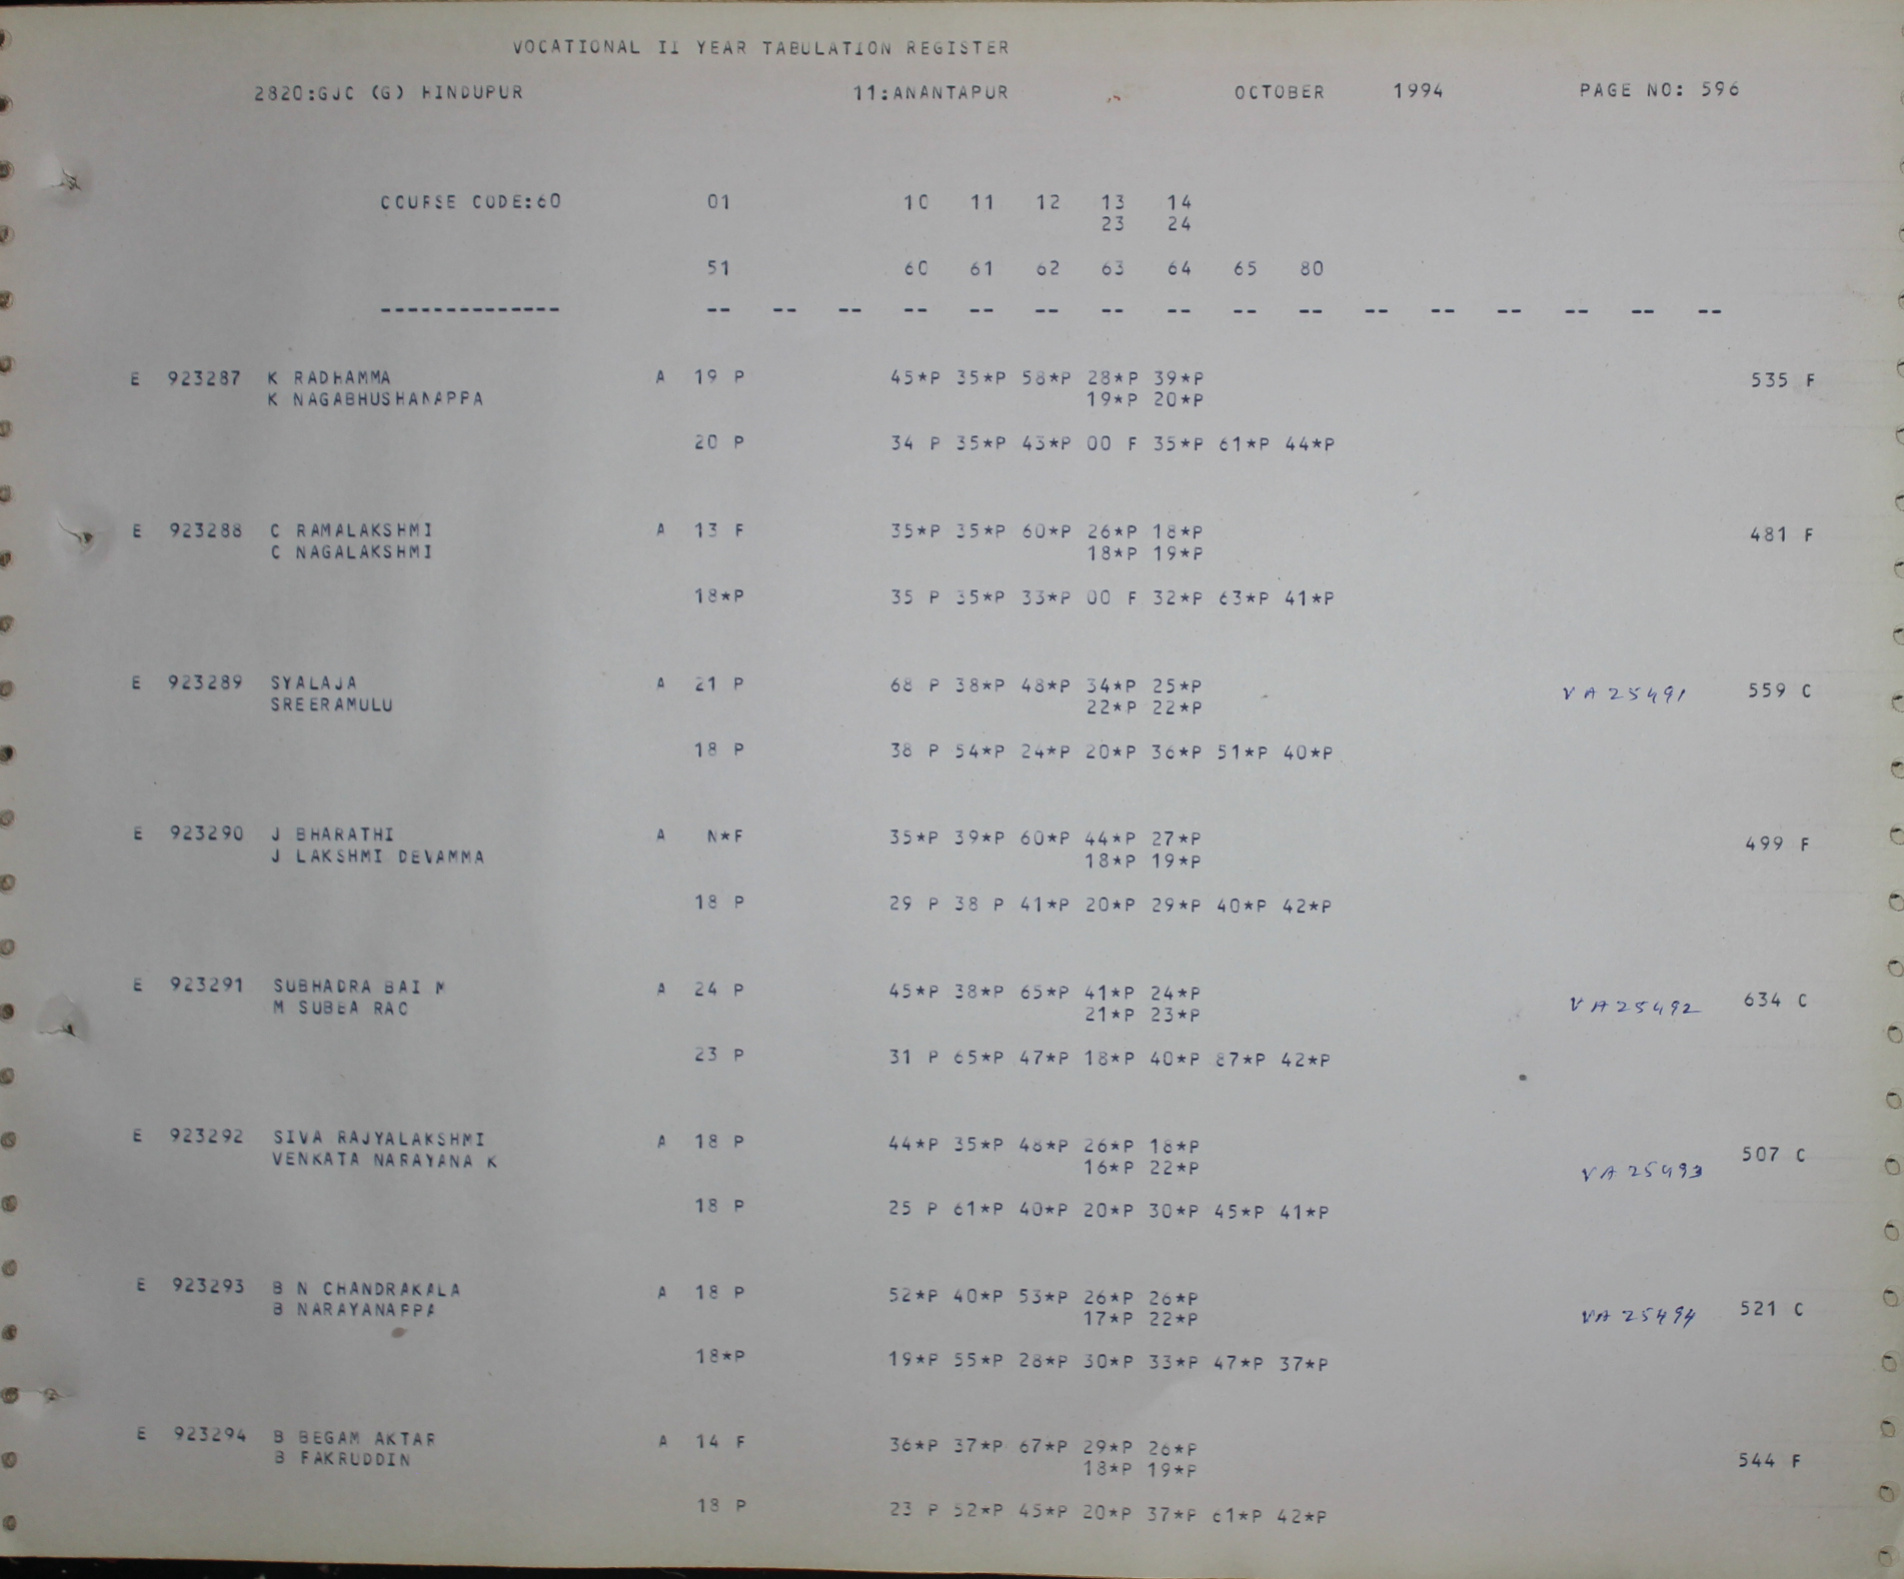 VOCATIONAL II YEAR TABULATION REGISTER
2820:GJC (G) HINDUPUR 11:ANANTAPUR OCTOBER 1994 PAGE NO: 596
COURSE CODE:60 01 10 11 12 13 14
23 24
51 60 61 62 63 64 65 80
-------------- -- -- -- -- -- -- -- -- -- -- -- -- -- -- -- --
E 923287 K RADHAMMA A 19 P 45*P 35*P 58*P 28*P 39*P 535 F
K NAGABHUSHANAPPA 19*P 20*P
20 P 34 P 35*P 43*P 00 F 35*P 61*P 44*P
E 923288 C RAMALAKSHMI A 13 F 35*P 35*P 60*P 26*P 18*P 481 F
C NAGALAKSHMI 18*P 19*P
18*P 35 P 35*P 33*P 00 F 32*P 63*P 41*P
E 923289 SYALAJA A 21 P 68 P 38*P 48*P 34*P 25*P VA25491 559 C
SREERAMULU 22*P 22*P
18 P 38 P 54*P 24*P 20*P 36*P 51*P 40*P
E 923290 J BHARATHI A N*F 35*P 39*P 60*P 44*P 27*P 499 F
J LAKSHMI DEVAMMA 18*P 19*P
18 P 29 P 38 P 41*P 20*P 29*P 40*P 42*P
E 923291 SUBHADRA BAI M A 24 P 45*P 38*P 65*P 41*P 24*P VA25492 634 C
M SUBBA RAO 21*P 23*P
23 P 31 P 65*P 47*P 18*P 40*P 87*P 42*P
E 923292 SIVA RAJYALAKSHMI A 18 P 44*P 35*P 48*P 26*P 18*P VA25493 507 C
VENKATA NARAYANA K 16*P 22*P
18 P 25 P 61*P 40*P 20*P 30*P 45*P 41*P
E 923293 B N CHANDRAKALA A 18 P 52*P 40*P 53*P 26*P 26*P VA25494 521 C
B NARAYANAPPA 17*P 22*P
18*P 19*P 55*P 28*P 30*P 33*P 47*P 37*P
E 923294 B BEGAM AKTAR A 14 F 36*P 37*P 67*P 29*P 26*P 544 F
B FAKRUDDIN 18*P 19*P
18 P 23 P 52*P 45*P 20*P 37*P 61*P 42*P